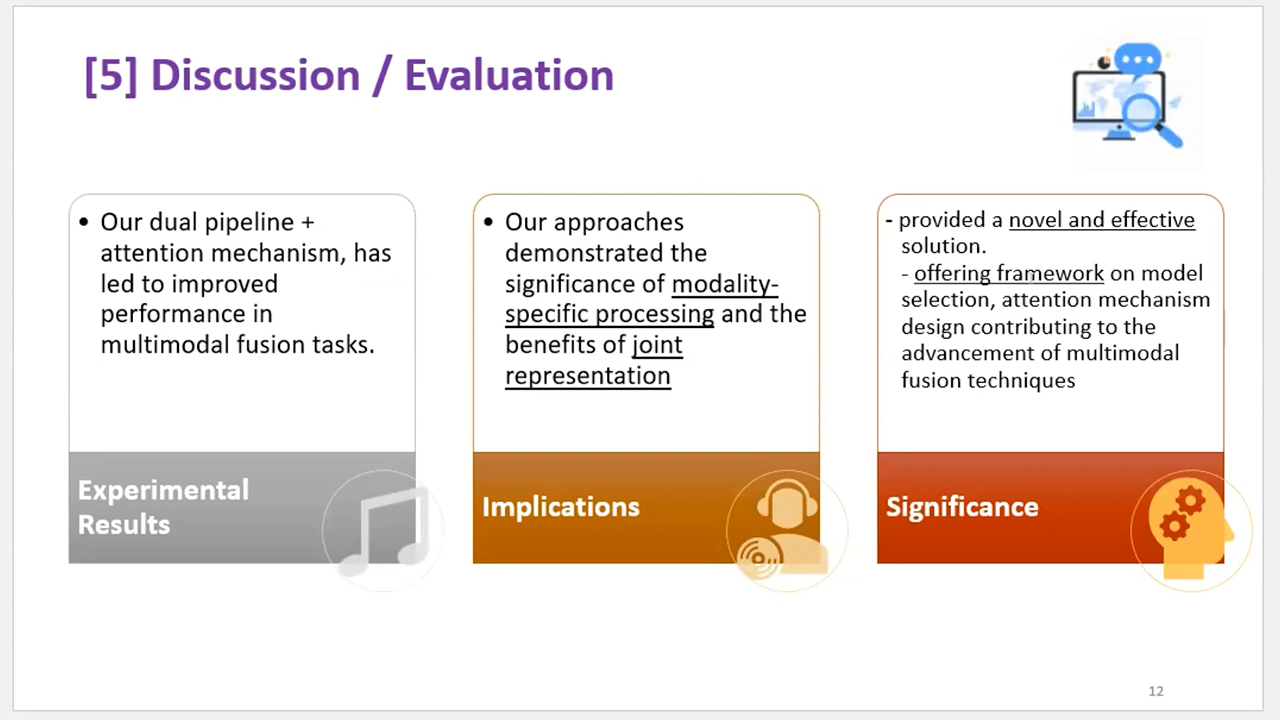 [5] Discussion / Evaluation
• Our dual pipeline +
attention mechanism, has
led to improved
performance in
multimodal fusion tasks.
Experimental
Results
• Our approaches
demonstrated the
significance of modality-
specific processing and the
benefits of joint
representation
Implications
- provided a novel and effective
solution.
- offering framework on model
selection, attention mechanism
design contributing to the
advancement of multimodal
fusion techniques
Significance
12